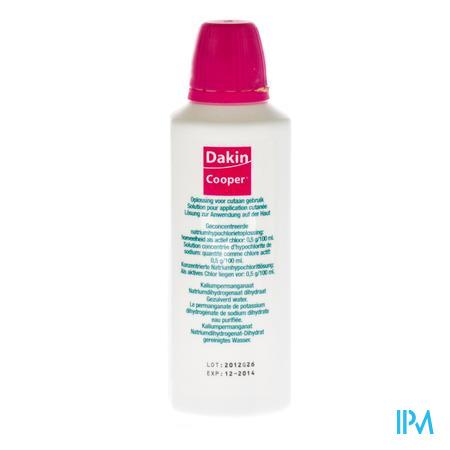 Dakin
Cooper
Oplossing voor cutaan gebruik
Solution pour application cutanée
Lösung zur Anwendung auf der Haut
Geconcentreerde
natriumhypochlorietoplossing:
hoeveelheid als actief chloor: 0,5 g/100 ml.
Solution concentrée d'hypochlorite de
sodium: quantité comme chlore actif:
0,5 g/100 ml.
Konzentrierte Natriumhypochloritlösung:
Als aktives Chlor liegen vor: 0,5 g/100 ml.
Kaliumpermanganaat
Natriumdihydrogenaat dihydraat
Gezuiverd water.
Le permanganate de potassium
dihydrogénate de sodium dihydrate
eau purifiée.
Kaliumpermanganat
Natriumdihydrogenat-Dihydrat
gereinigtes Wasser.
LOT: 2012G26
EXP: 12-2014
IPM